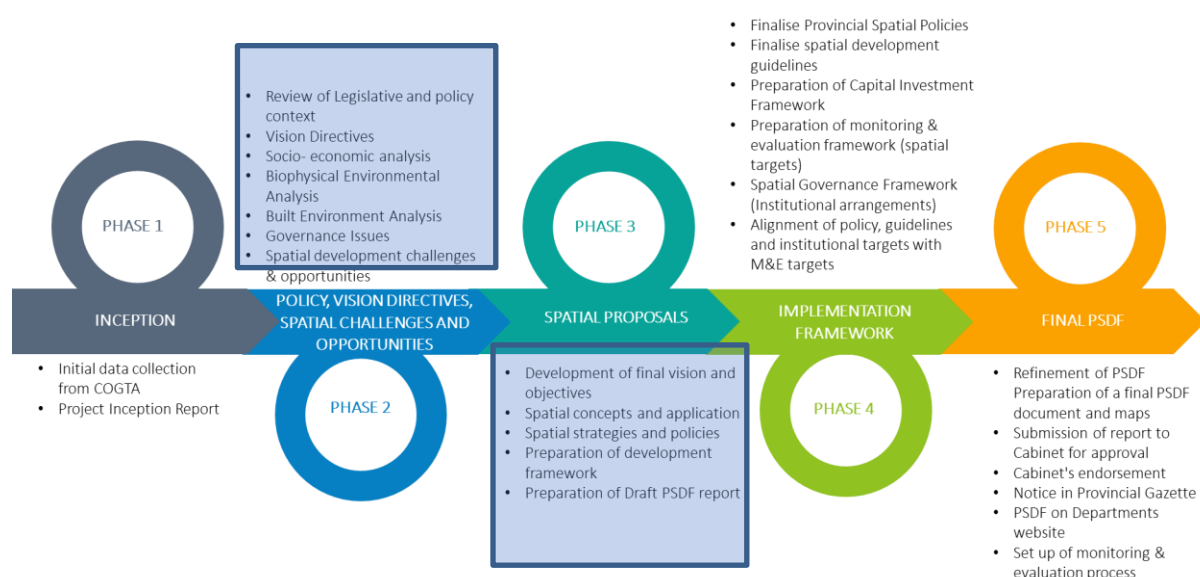 PHASE 1
INCEPTION
• Initial data collection
from COGTA
• Project Inception Report
• Review of Legislative and policy
context
• Vision Directives
• Socio- economic analysis
• Biophysical Environmental
Analysis
• Built Environment Analysis
• Governance Issues
• Spatial development challenges
& opportunities
POLICY, VISION DIRECTIVES,
SPATIAL CHALLENGES AND
OPPORTUNITIES
PHASE 2
PHASE 3
SPATIAL PROPOSALS
• Development of final vision and
objectives
• Spatial concepts and application
• Spatial strategies and policies
• Preparation of development
framework
• Preparation of Draft PSDF report
• Finalise Provincial Spatial Policies
• Finalise spatial development
guidelines
• Preparation of Capital Investment
Framework
• Preparation of monitoring &
evaluation framework (spatial
targets)
• Spatial Governance Framework
(Institutional arrangements)
• Alignment of policy, guidelines
and institutional targets with
M&E targets
IMPLEMENTATION
FRAMEWORK
PHASE 4
PHASE 5
FINAL PSDF
• Refinement of PSDF
Preparation of a final PSDF
document and maps
• Submission of report to
Cabinet for approval
• Cabinet's endorsement
• Notice in Provincial Gazette
• PSDF on Departments
website
• Set up of monitoring &
evaluation process